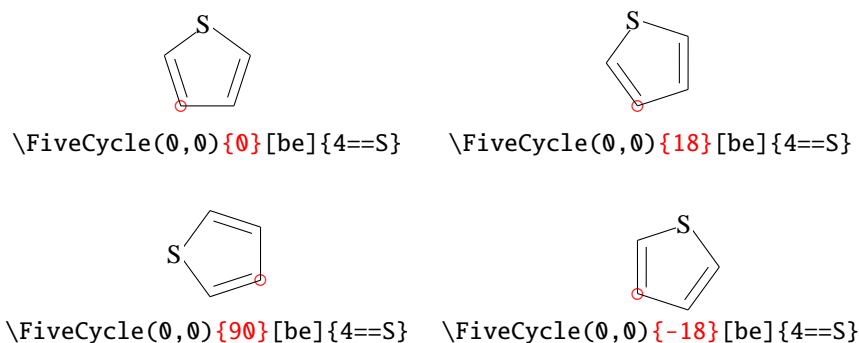 S S
\FiveCycle(0,0){0}[be]{4==S} \FiveCycle(0,0){18}[be]{4==S}
S S
\FiveCycle(0,0){90}[be]{4==S} \FiveCycle(0,0){-18}[be]{4==S}